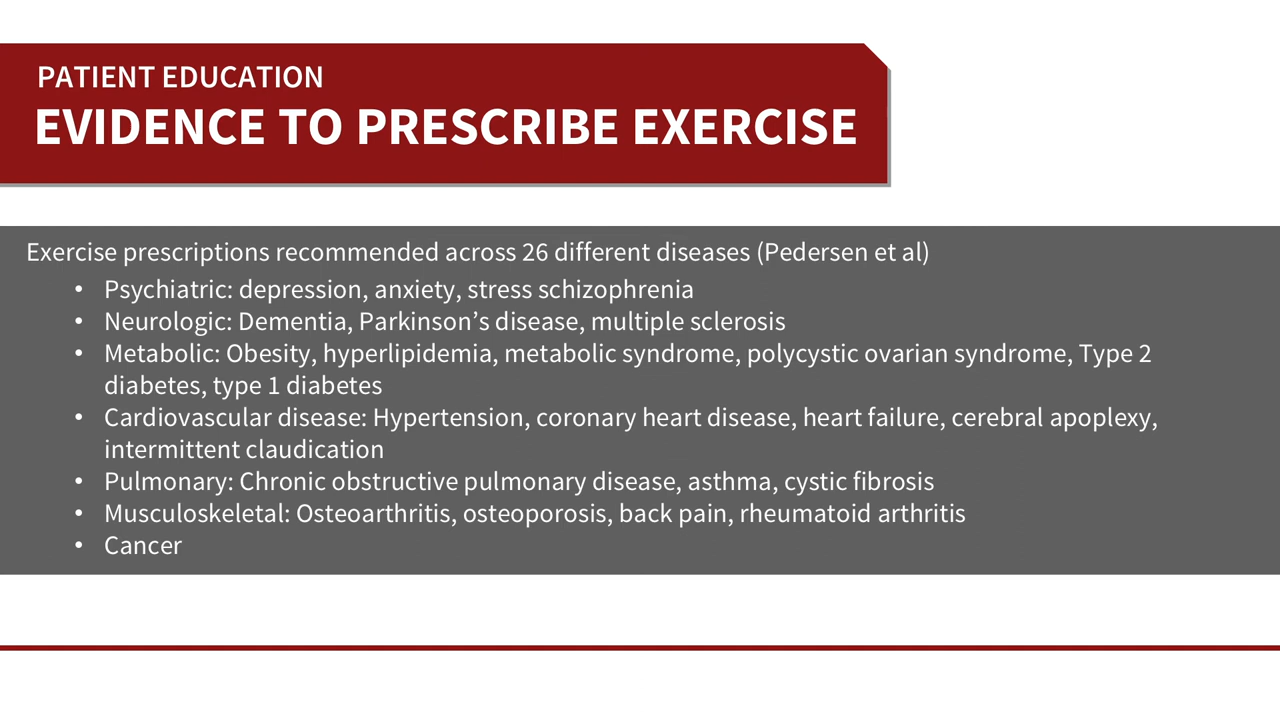 PATIENT EDUCATION
EVIDENCE TO PRESCRIBE EXERCISE
Exercise prescriptions recommended across 26 different diseases (Pedersen et al)
• Psychiatric: depression, anxiety, stress schizophrenia
• Neurologic: Dementia, Parkinson’s disease, multiple sclerosis
• Metabolic: Obesity, hyperlipidemia, metabolic syndrome, polycystic ovarian syndrome, Type 2
diabetes, type 1 diabetes
• Cardiovascular disease: Hypertension, coronary heart disease, heart failure, cerebral apoplexy,
intermittent claudication
• Pulmonary: Chronic obstructive pulmonary disease, asthma, cystic fibrosis
• Musculoskeletal: Osteoarthritis, osteoporosis, back pain, rheumatoid arthritis
• Cancer